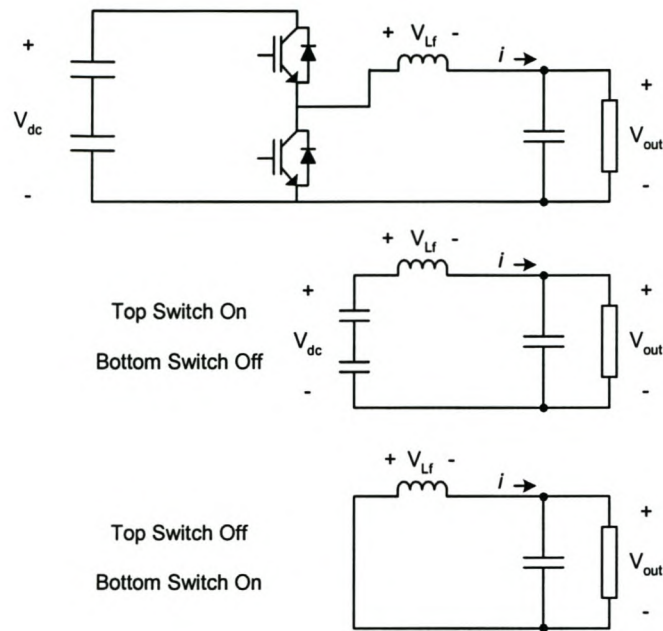 + V_Lf - i
+
V_dc
-
+
V_out
-
+ V_Lf - i
Top Switch On
Bottom Switch Off
+
V_dc
-
+
V_out
-
+ V_Lf - i
Top Switch Off
Bottom Switch On
+
V_out
-